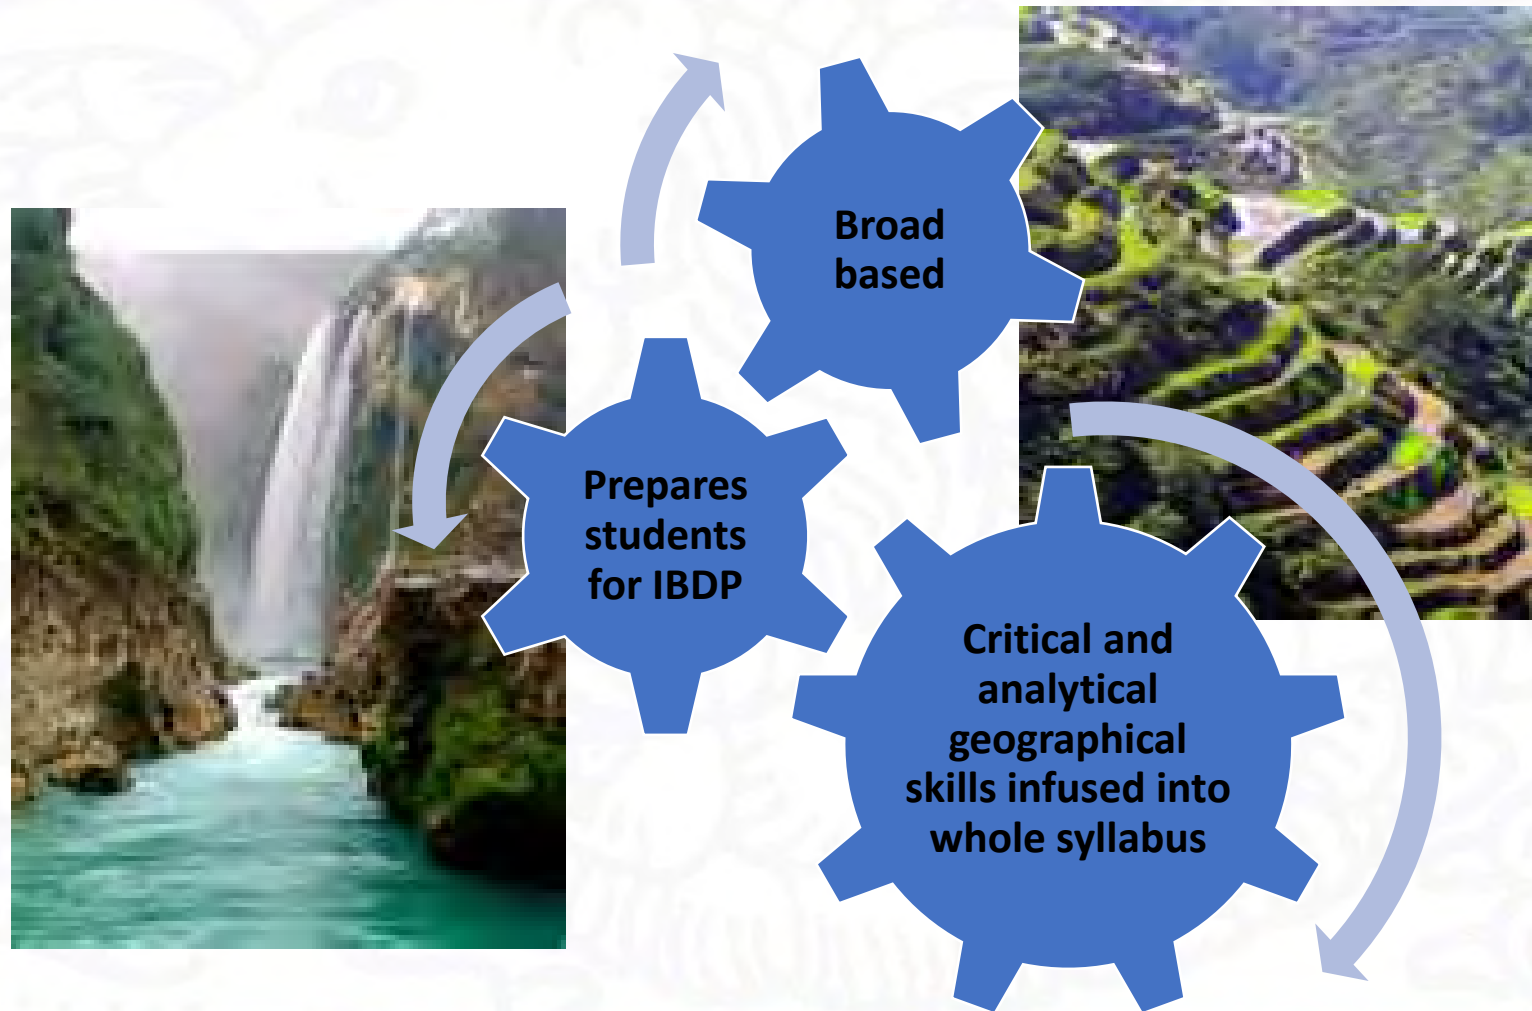 Broad
based
Prepares
students
for IBDP
Critical and
analytical
geographical
skills infused into
whole syllabus